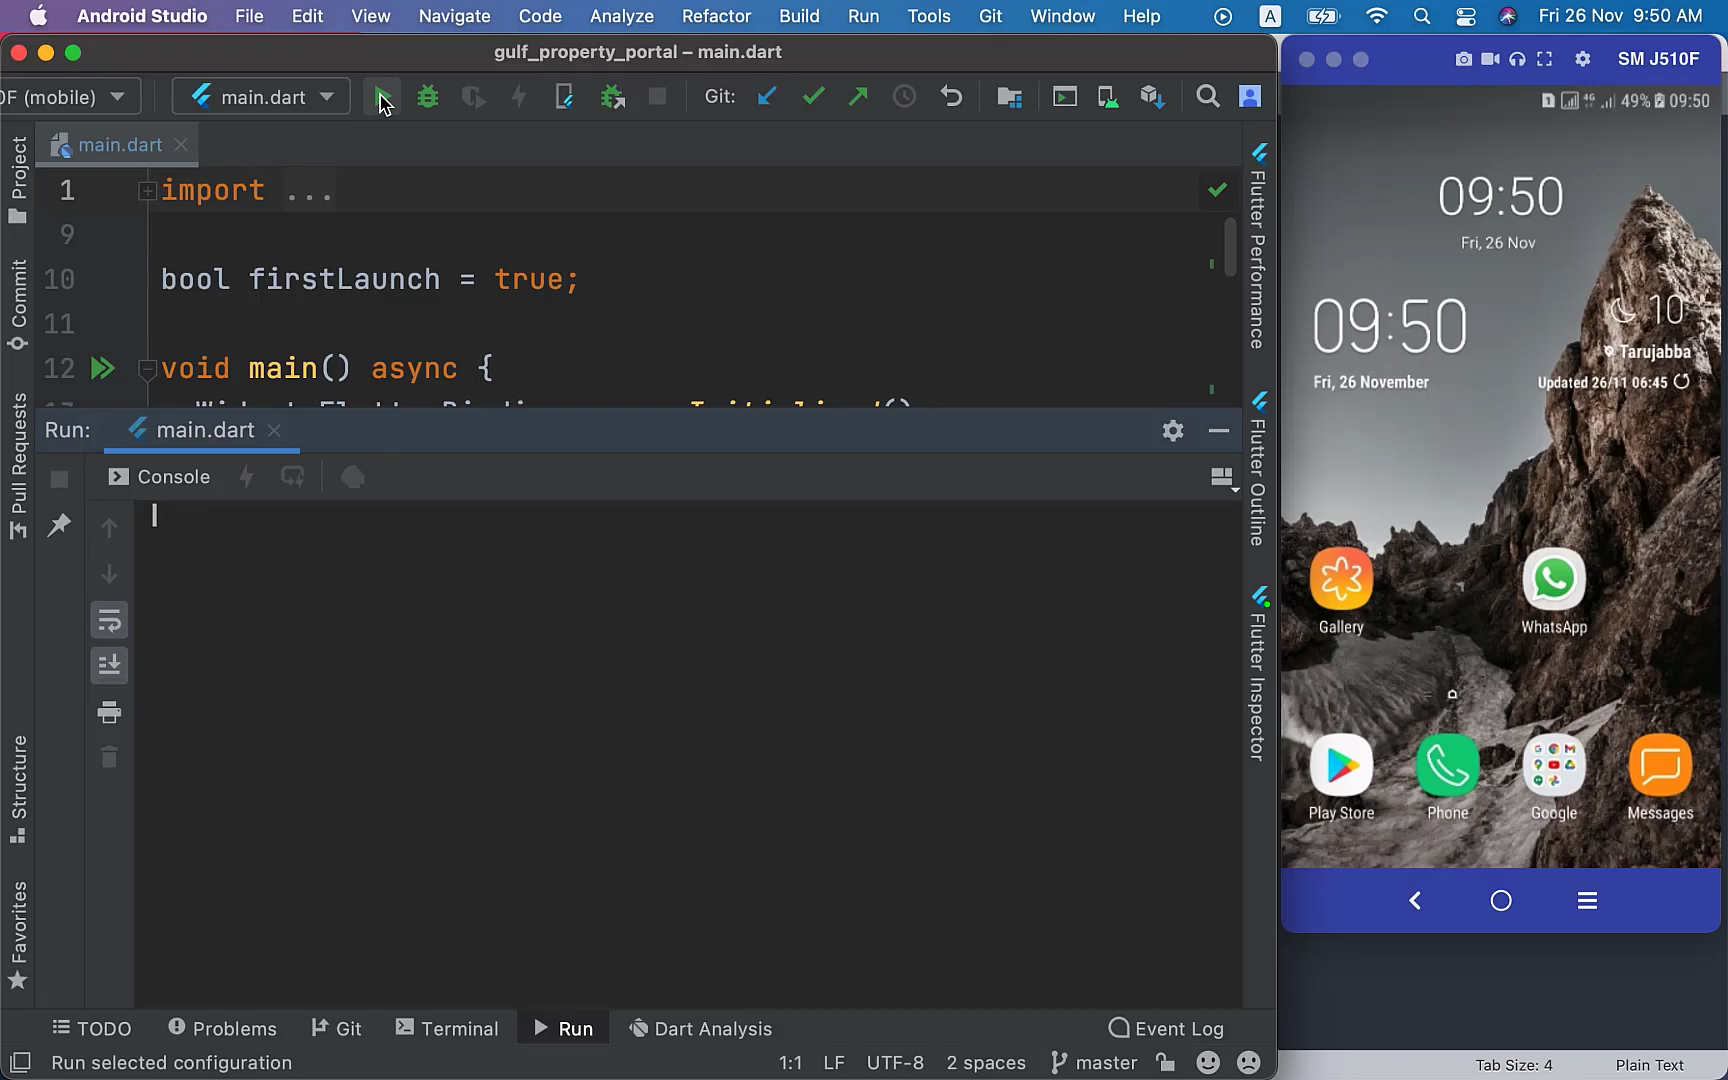 Android Studio File Edit View Navigate Code Analyze Refactor Build Run Tools Git Window Help A Fri 26 Nov 9:50 AM
gulf_property_portal – main.dart
F (mobile) main.dart Git:
main.dart
1 import ...
9
10 bool firstLaunch = true;
11
12 void main() async {
Run: main.dart
Console
Project
Commit
Pull Requests
Structure
Favorites
Flutter Performance
Flutter Outline
Flutter Inspector
TODO Problems Git Terminal Run Dart Analysis Event Log
Run selected configuration 1:1 LF UTF-8 2 spaces master
SM J510F
1 4G 49% 09:50
09:50
Fri, 26 Nov
09:50 10
Tarujabba
Fri, 26 November Updated 26/11 06:45
Gallery WhatsApp
Play Store Phone Google Messages
Tab Size: 4 Plain Text